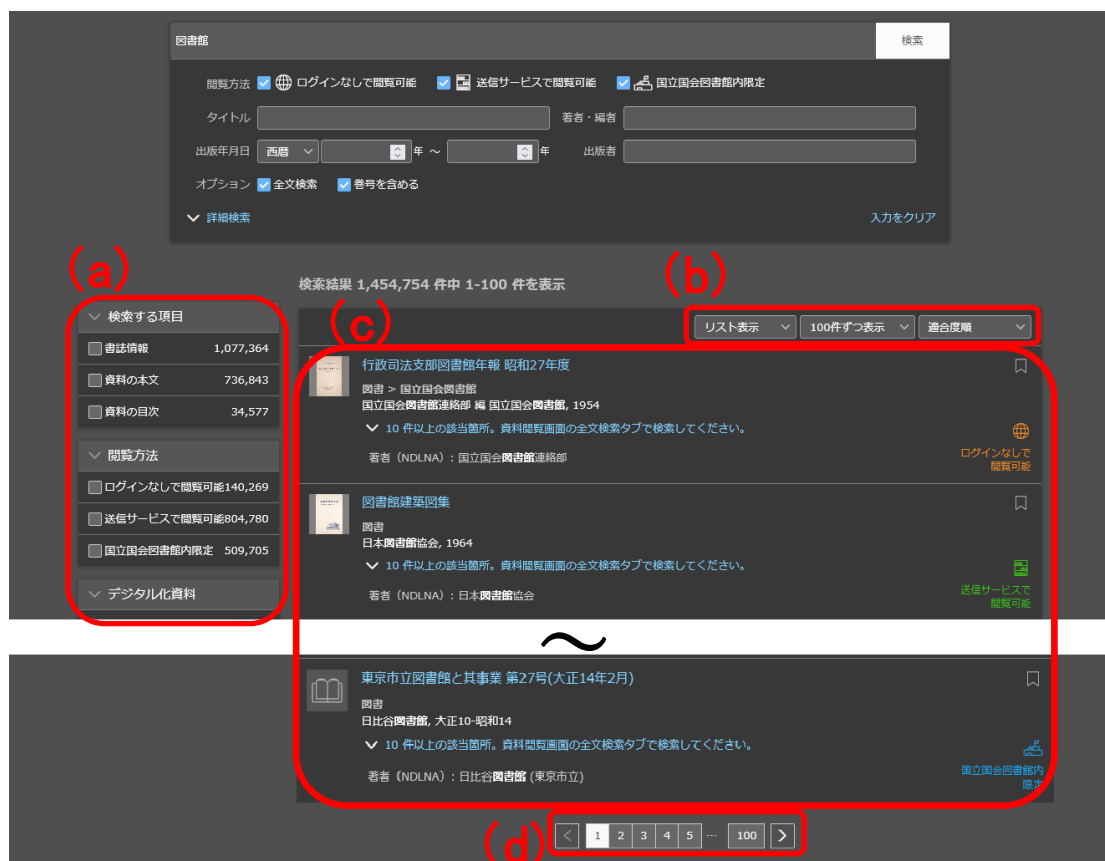 図書館 検索
閲覧方法 ログインなしで閲覧可能 送信サービスで閲覧可能 国立国会図書館内限定
タイトル 著者・編者
出版年月日 西暦 年 ～ 年 出版者
オプション 全文検索 巻号を含める
詳細検索 入力をクリア
(a)
検索する項目
書誌情報 1,077,364
資料の本文 736,843
資料の目次 34,577
閲覧方法
ログインなしで閲覧可能140,269
送信サービスで閲覧可能804,780
国立国会図書館内限定 509,705
デジタル化資料
検索結果 1,454,754 件中 1-100 件を表示
(b)
リスト表示 100件ずつ表示 適合度順
(c)
行政司法支部図書館年報 昭和27年度
図書 > 国立国会図書館
国立国会図書館連絡部 編 国立国会図書館, 1954
10 件以上の該当箇所。資料閲覧画面の全文検索タブで検索してください。
著者（NDLNA）: 国立国会図書館連絡部
ログインなしで
閲覧可能
図書館建築図集
図書
日本図書館協会, 1964
10 件以上の該当箇所。資料閲覧画面の全文検索タブで検索してください。
著者（NDLNA）: 日本図書館協会
送信サービスで
閲覧可能
～
東京市立図書館と其事業 第27号(大正14年2月)
図書
日比谷図書館, 大正10-昭和14
10 件以上の該当箇所。資料閲覧画面の全文検索タブで検索してください。
著者（NDLNA）: 日比谷図書館 (東京市立)
国立国会図書館内
限定
(d)
< 1 2 3 4 5 … 100 >